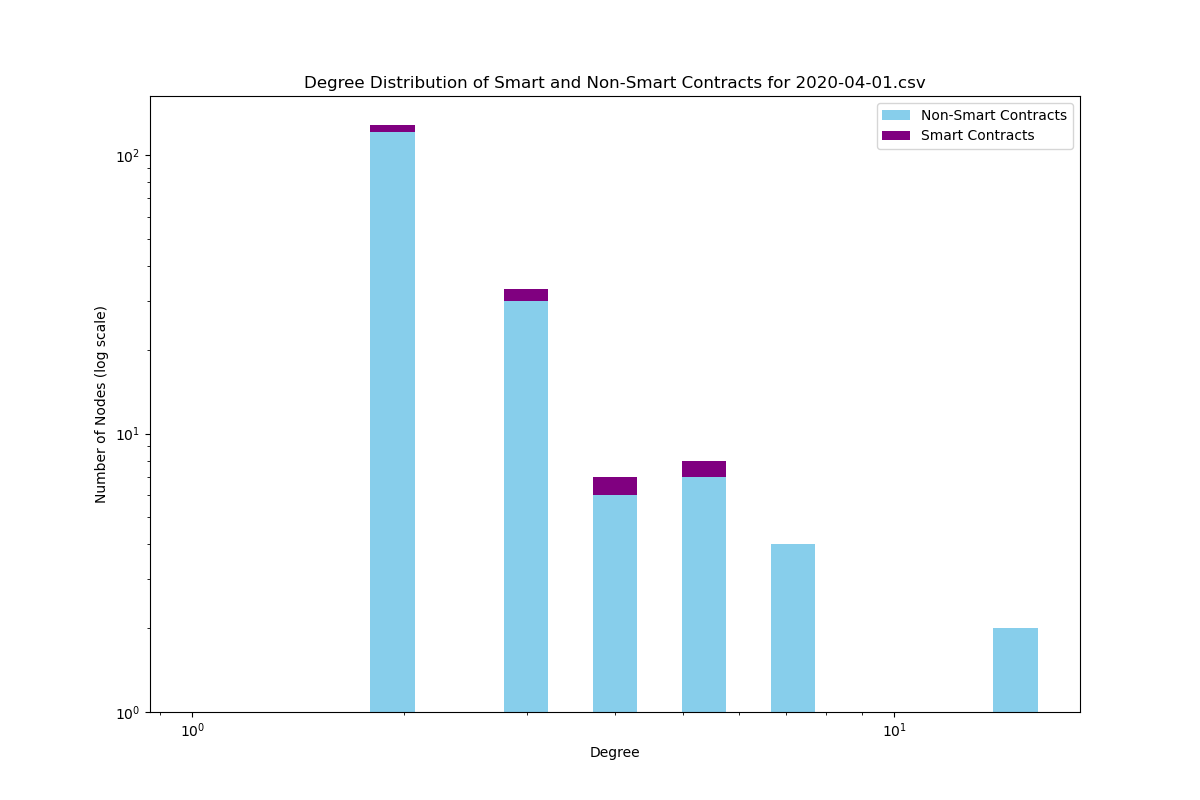 Degree Distribution of Smart and Non-Smart Contracts for 2020-04-01.csv
Non-Smart Contracts
Smart Contracts
Number of Nodes (log scale)
10²
10¹
10⁰
10⁰ 10¹
Degree